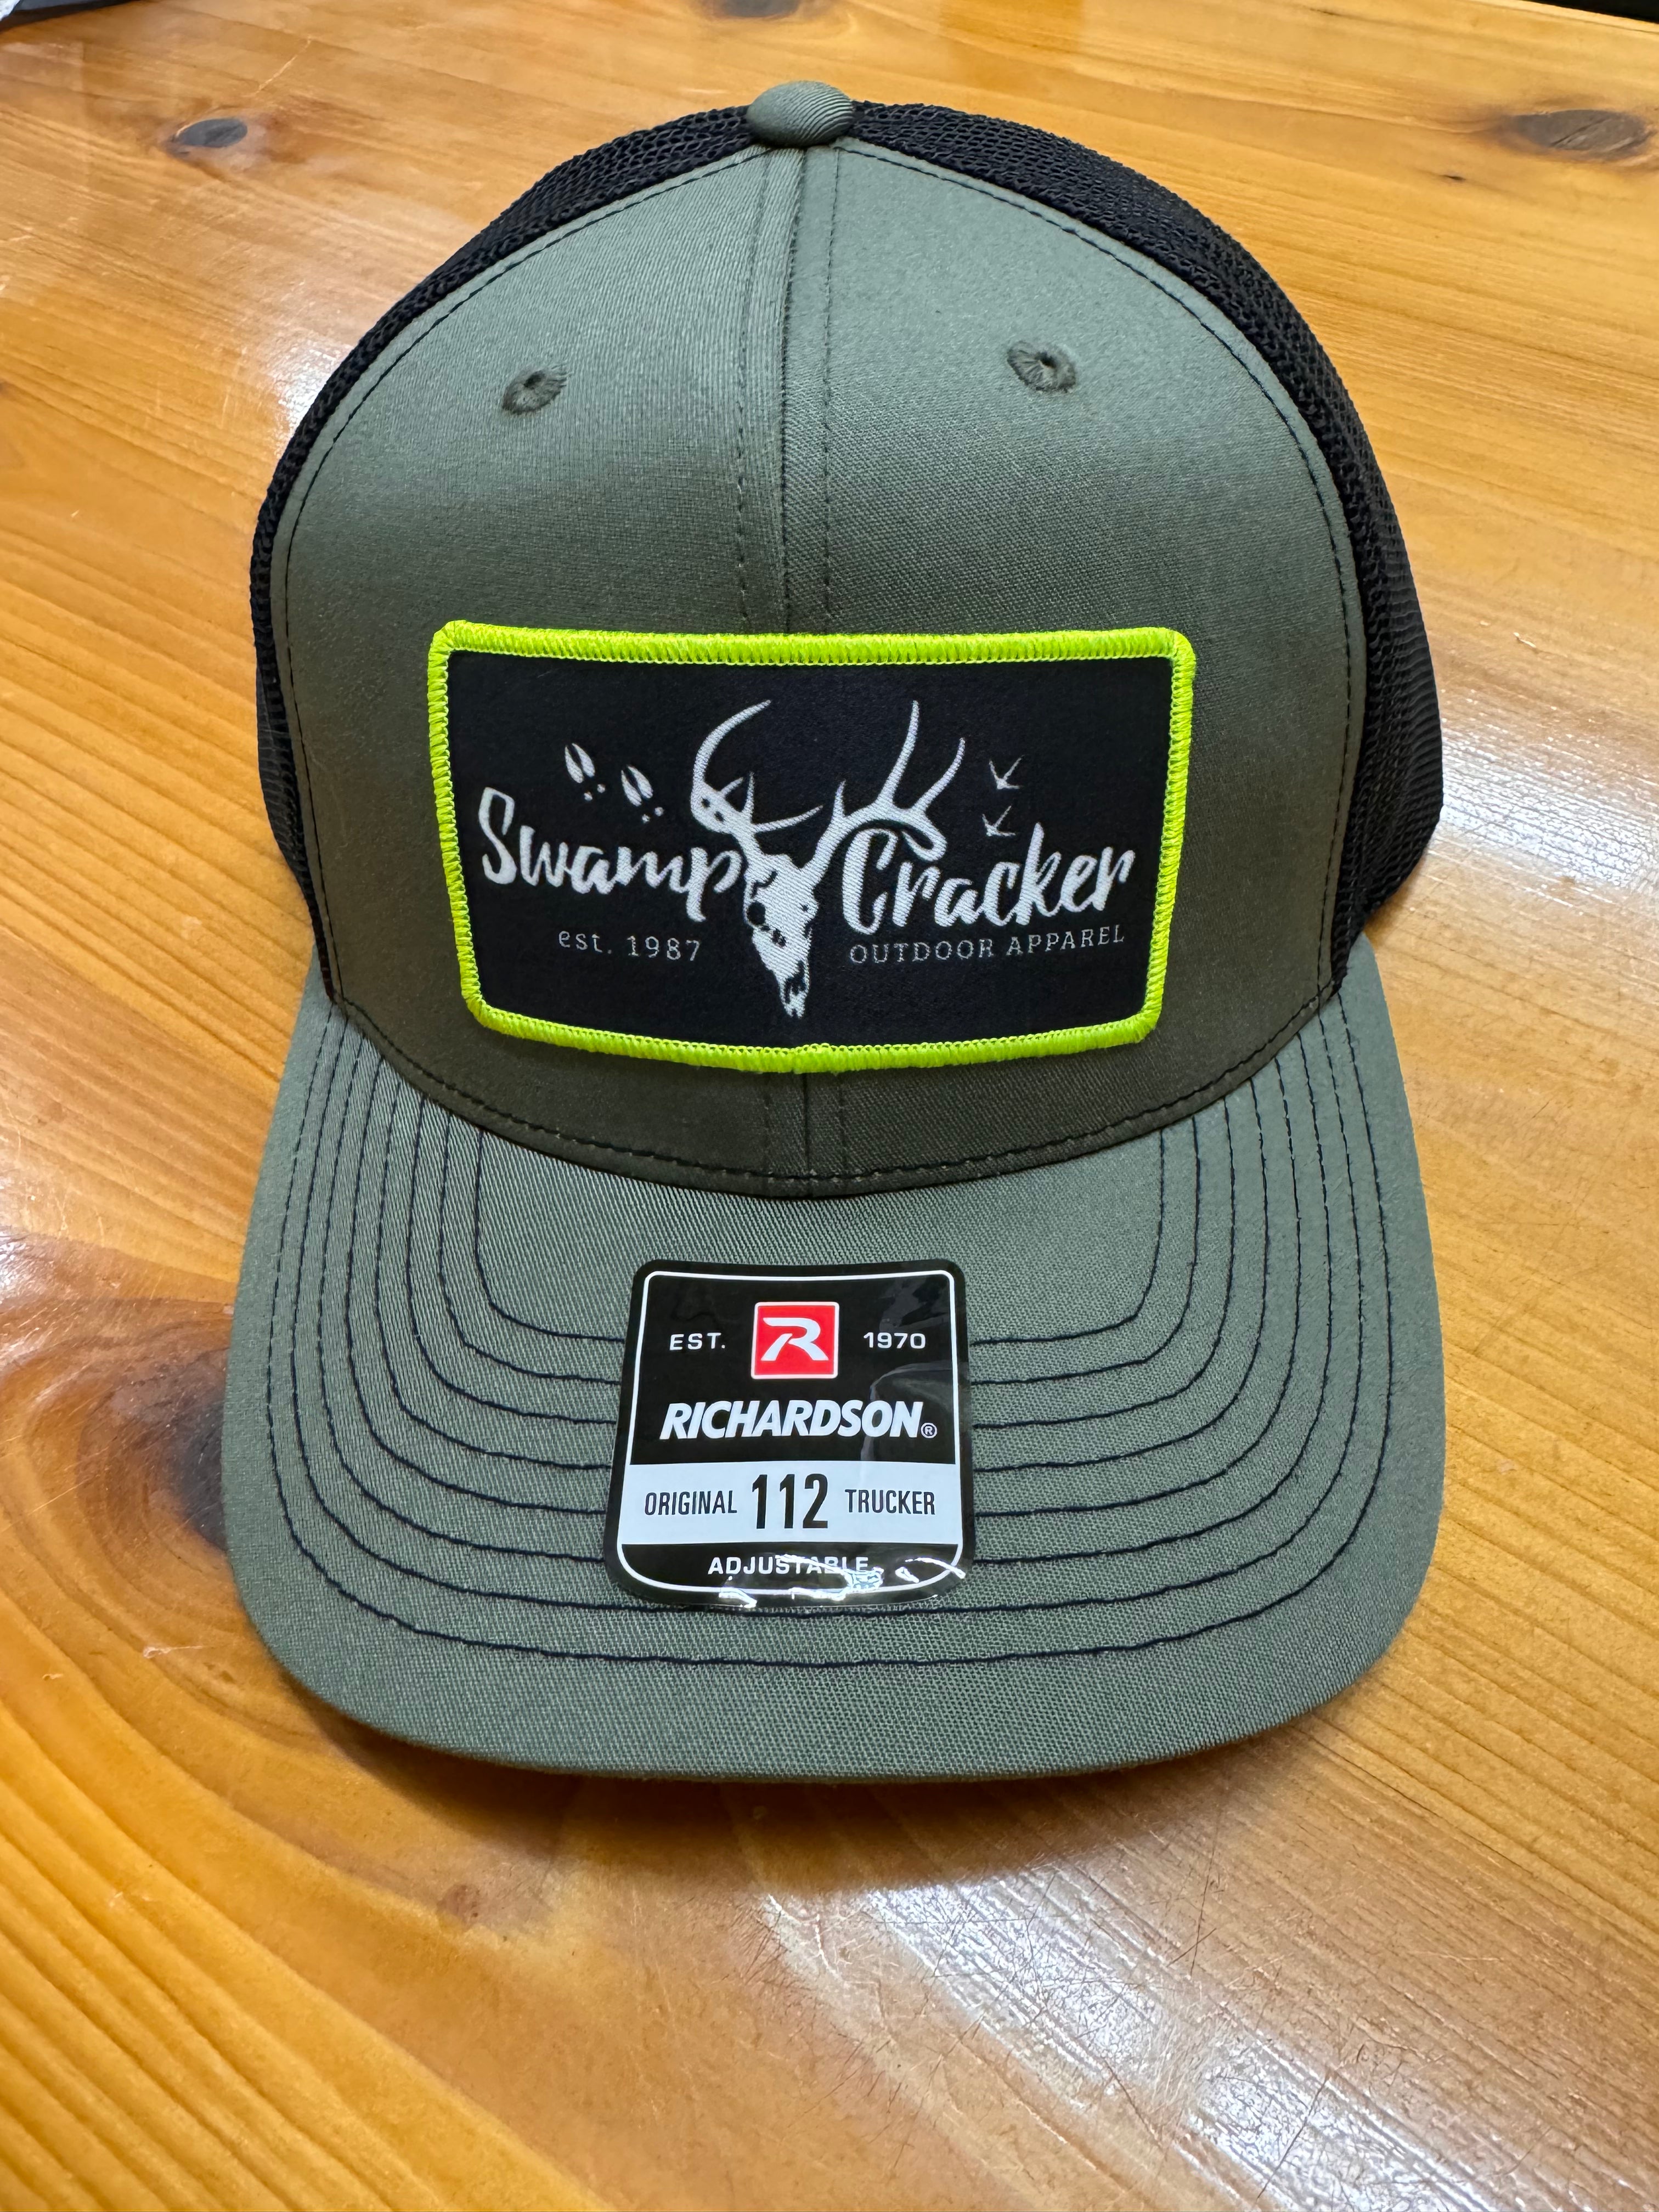 Swamp Cracker
est. 1987 OUTDOOR APPAREL
EST. R 1970
RICHARDSON®
ORIGINAL 112 TRUCKER
ADJUSTABLE